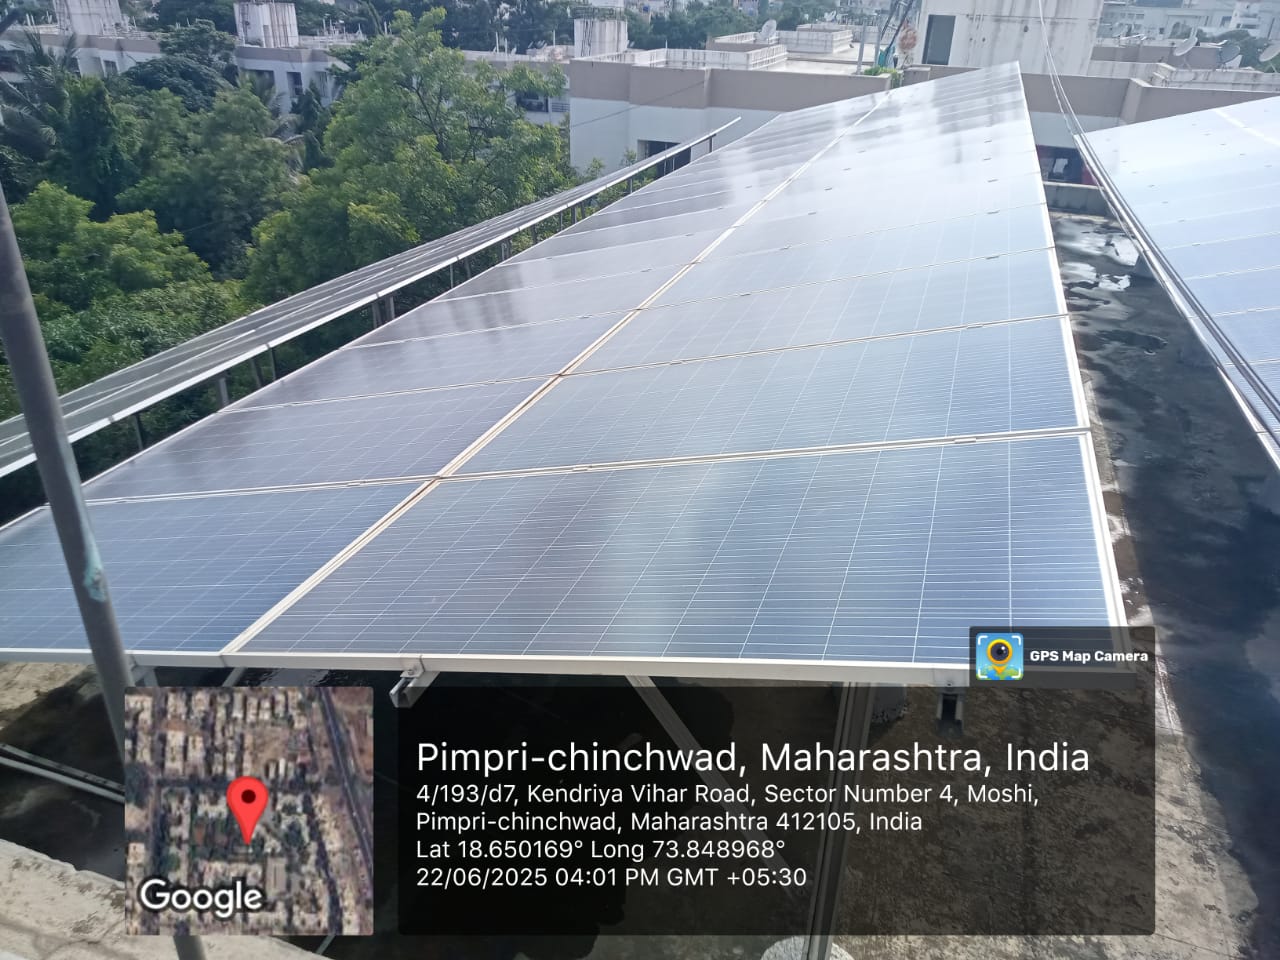 GPS Map Camera
Pimpri-chinchwad, Maharashtra, India
4/193/d7, Kendriya Vihar Road, Sector Number 4, Moshi,
Pimpri-chinchwad, Maharashtra 412105, India
Lat 18.650169° Long 73.848968°
22/06/2025 04:01 PM GMT +05:30
Google